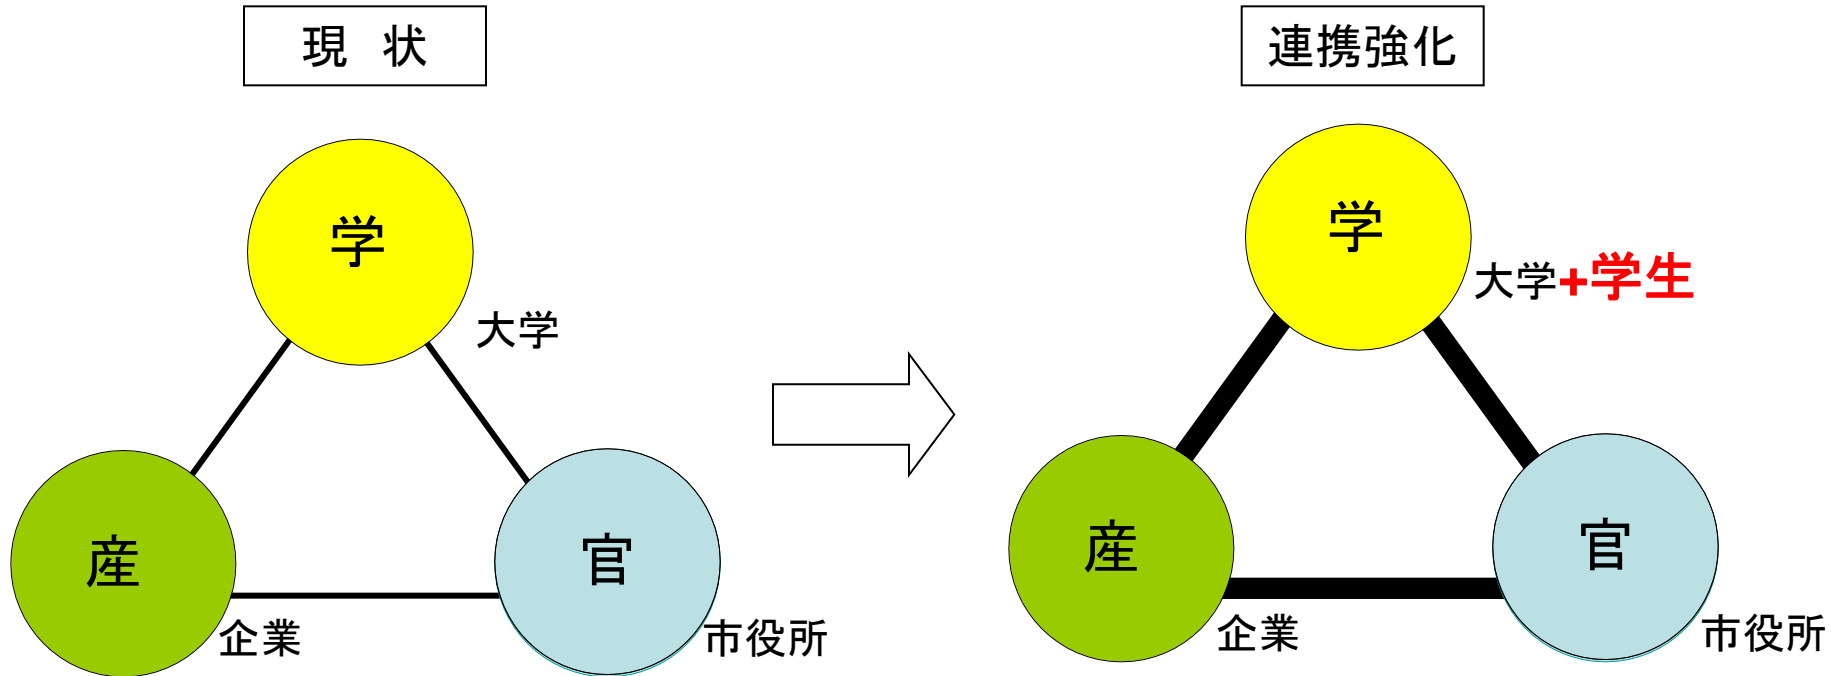 現　状
学
大学
産
企業
官
市役所
連携強化
学
大学+学生
産
企業
官
市役所